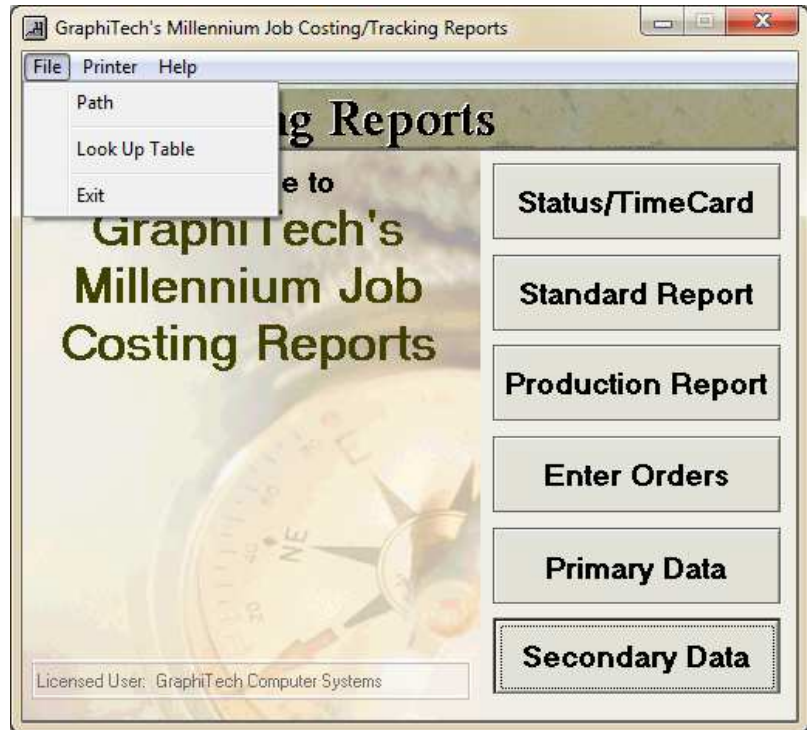 GraphiTech's Millennium Job Costing/Tracking Reports
File Printer Help
Path
Look Up Table
Exit
g Reports
e to
GraphiTech's
Millennium Job
Costing Reports
Status/TimeCard
Standard Report
Production Report
Enter Orders
Primary Data
Secondary Data
E
NE
Licensed User: GraphiTech Computer Systems